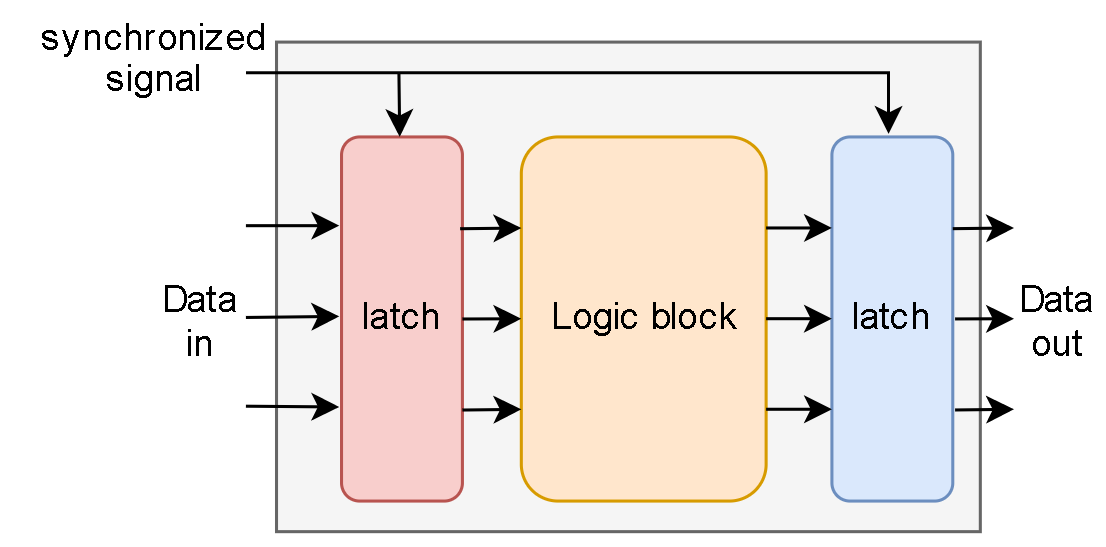 synchronized
signal
Data
in
latch
Logic block
latch
Data
out